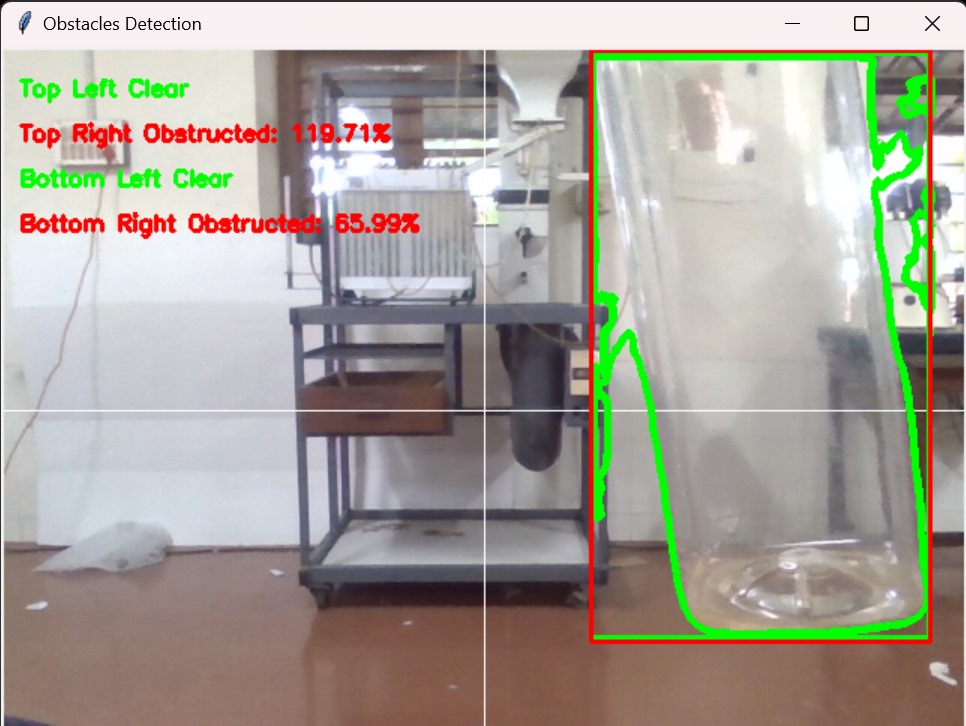 Obstacles Detection
Top Left Clear
Top Right Obstructed: 119.71%
Bottom Left Clear
Bottom Right Obstructed: 65.99%